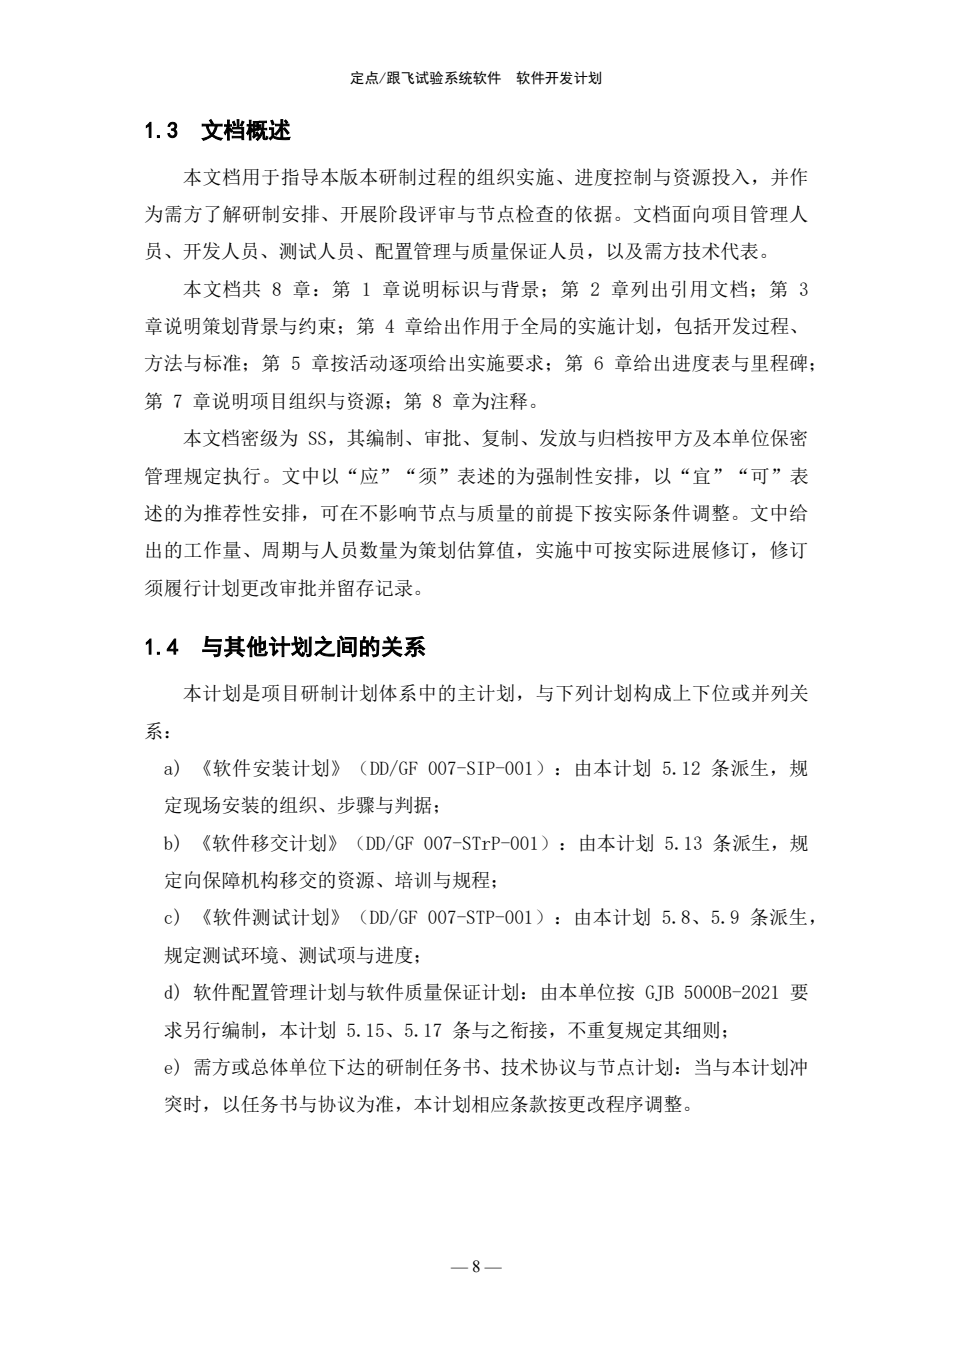 定点/跟飞试验系统软件　软件开发计划
1.3　文档概述
本文档用于指导本版本研制过程的组织实施、进度控制与资源投入，并作
为需方了解研制安排、开展阶段评审与节点检查的依据。文档面向项目管理人
员、开发人员、测试人员、配置管理与质量保证人员，以及需方技术代表。
本文档共 8 章：第 1 章说明标识与背景；第 2 章列出引用文档；第 3
章说明策划背景与约束；第 4 章给出作用于全局的实施计划，包括开发过程、
方法与标准；第 5 章按活动逐项给出实施要求；第 6 章给出进度表与里程碑；
第 7 章说明项目组织与资源；第 8 章为注释。
本文档密级为 SS，其编制、审批、复制、发放与归档按甲方及本单位保密
管理规定执行。文中以“应”“须”表述的为强制性安排，以“宜”“可”表
述的为推荐性安排，可在不影响节点与质量的前提下按实际条件调整。文中给
出的工作量、周期与人员数量为策划估算值，实施中可按实际进展修订，修订
须履行计划更改审批并留存记录。
1.4　与其他计划之间的关系
本计划是项目研制计划体系中的主计划，与下列计划构成上下位或并列关
系：
a) 《软件安装计划》（DD/GF 007-SIP-001）：由本计划 5.12 条派生，规
定现场安装的组织、步骤与判据；
b) 《软件移交计划》（DD/GF 007-STrP-001）：由本计划 5.13 条派生，规
定向保障机构移交的资源、培训与规程；
c) 《软件测试计划》（DD/GF 007-STP-001）：由本计划 5.8、5.9 条派生，
规定测试环境、测试项与进度；
d) 软件配置管理计划与软件质量保证计划：由本单位按 GJB 5000B-2021 要
求另行编制，本计划 5.15、5.17 条与之衔接，不重复规定其细则；
e) 需方或总体单位下达的研制任务书、技术协议与节点计划：当与本计划冲
突时，以任务书与协议为准，本计划相应条款按更改程序调整。
— 8 —